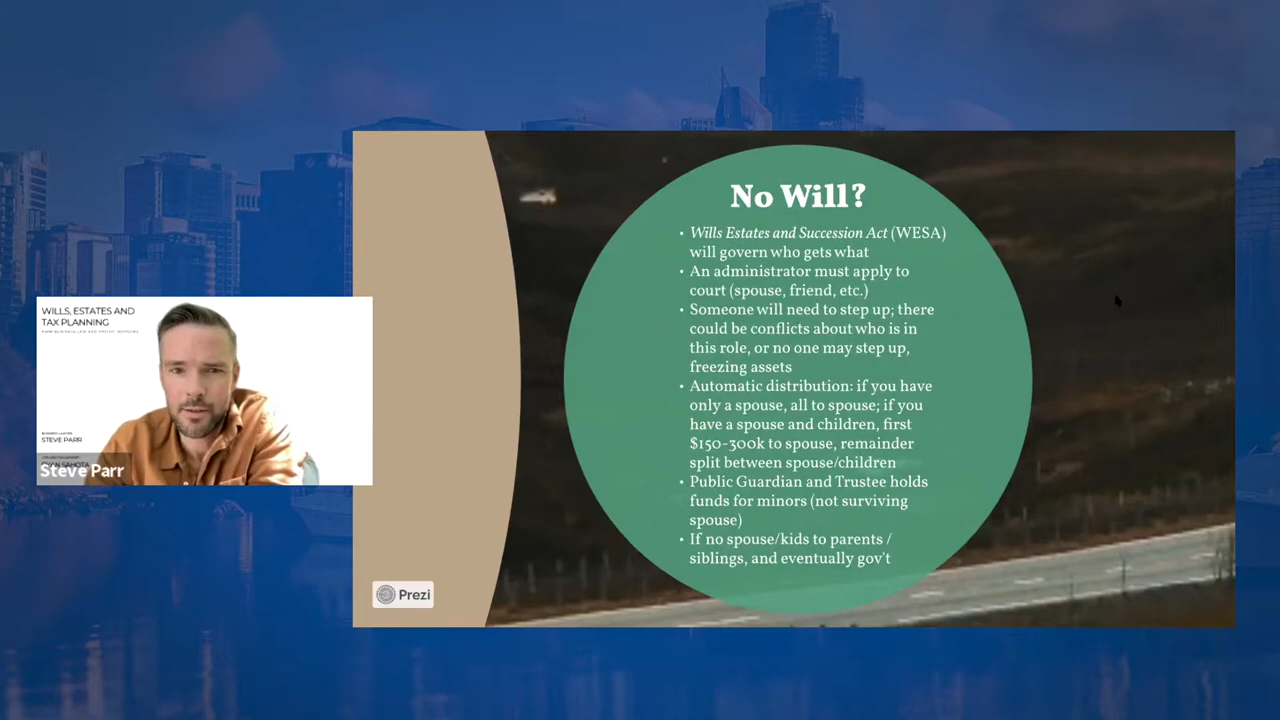 No Will?
• Wills Estates and Succession Act (WESA)
will govern who gets what
• An administrator must apply to
court (spouse, friend, etc.)
• Someone will need to step up; there
could be conflicts about who is in
this role, or no one may step up,
freezing assets
• Automatic distribution: if you have
only a spouse, all to spouse; if you
have a spouse and children, first
$150-300k to spouse, remainder
split between spouse/children
• Public Guardian and Trustee holds
funds for minors (not surviving
spouse)
• If no spouse/kids to parents /
siblings, and eventually gov't
WILLS, ESTATES AND
TAX PLANNING
STEVE PARR
Steve Parr
Prezi